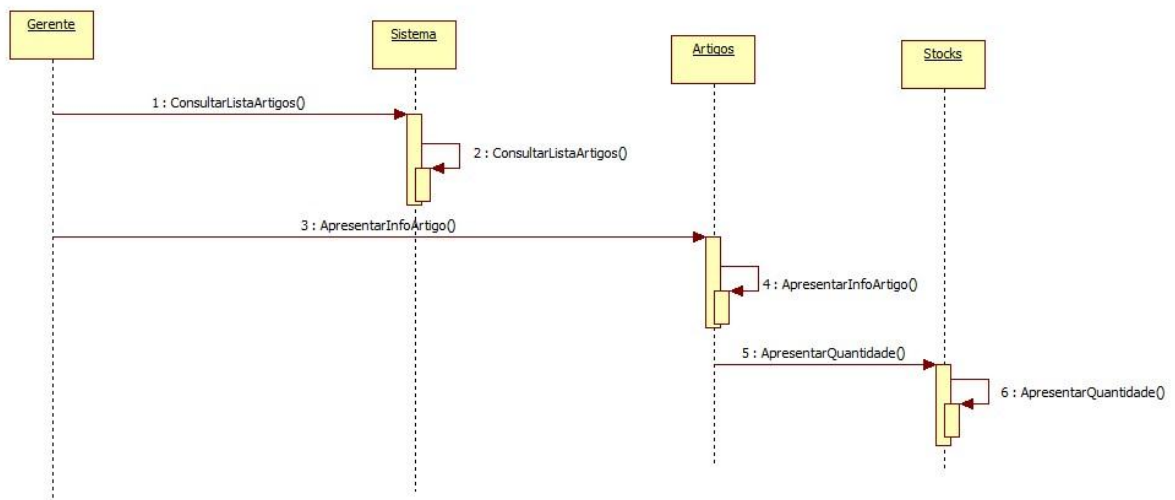 Gerente
Sistema
Artigos
Stocks
1 : ConsultarListaArtigos()
2 : ConsultarListaArtigos()
3 : ApresentarInfoArtigo()
4 : ApresentarInfoArtigo()
5 : ApresentarQuantidade()
6 : ApresentarQuantidade()